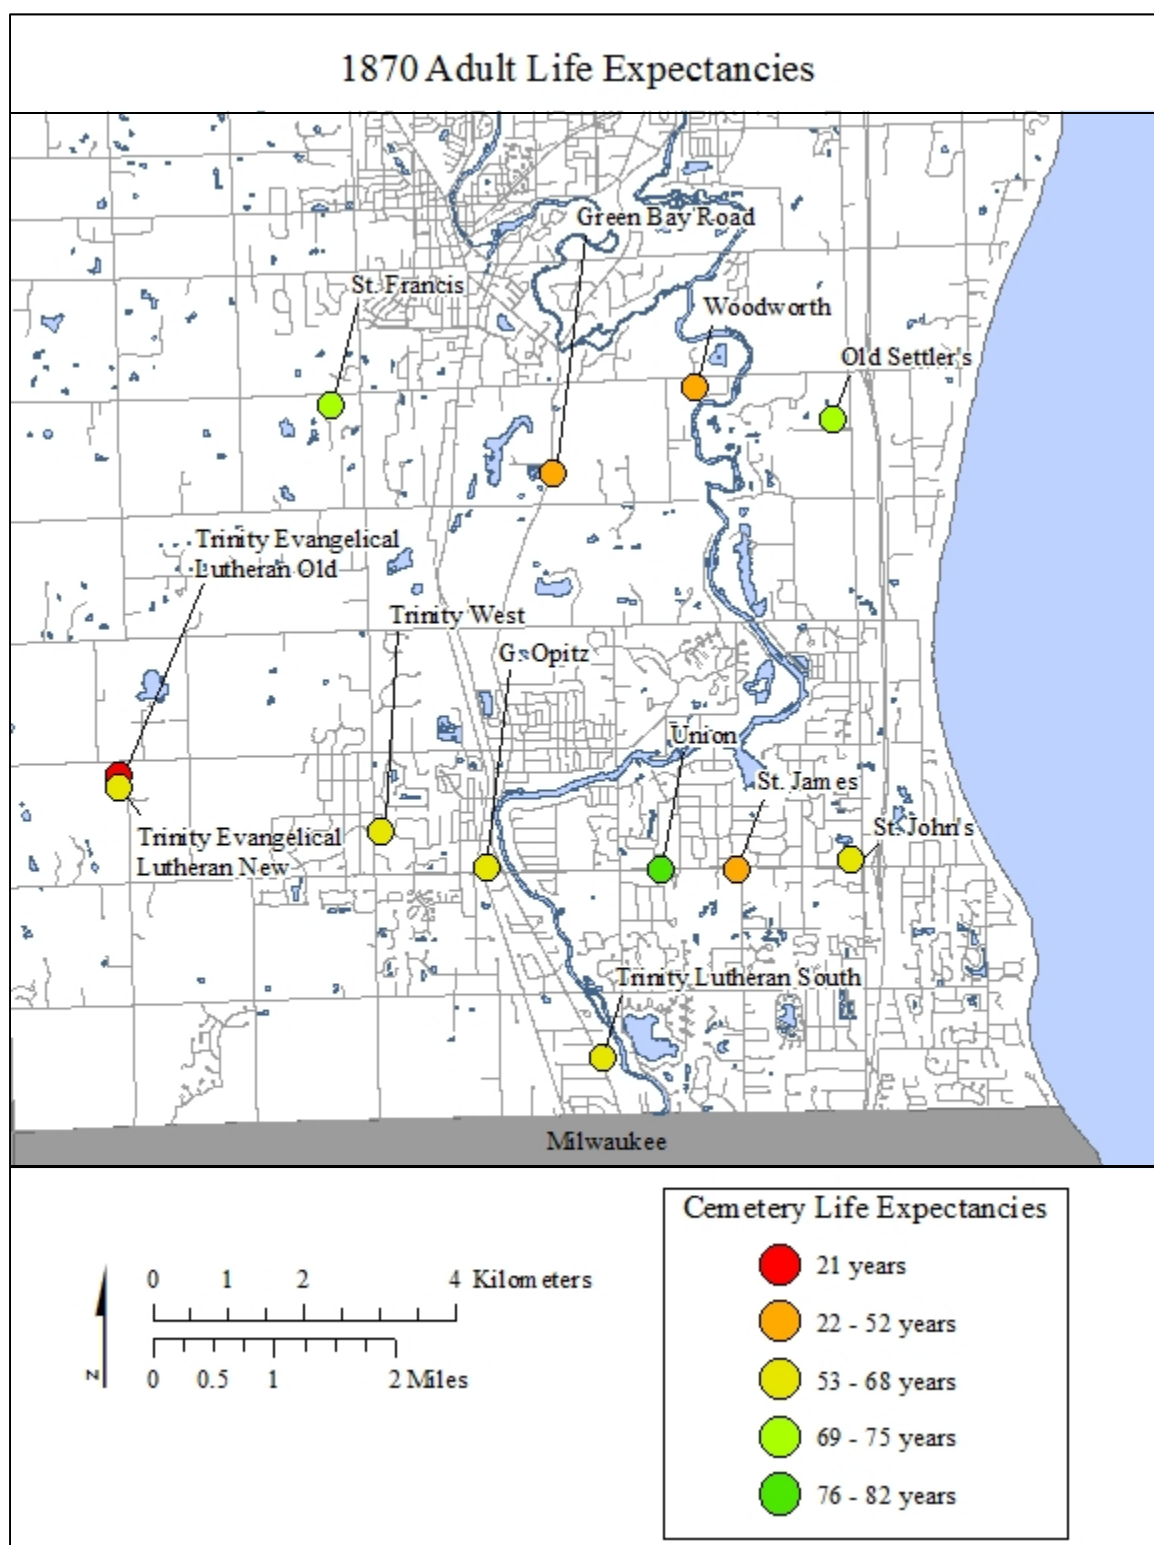 1870 Adult Life Expectancies
Green Bay Road
St. Francis
Woodworth
Old Settler's
Trinity Evangelical
Lutheran Old
Trinity West
G. Opitz
Union
St. James
St. John's
Trinity Evangelical
Lutheran New
Trinity Lutheran South
Milwaukee
Cemetery Life Expectancies
21 years
22 - 52 years
53 - 68 years
69 - 75 years
76 - 82 years
0 1 2 4 Kilometers
0 0.5 1 2 Miles
N